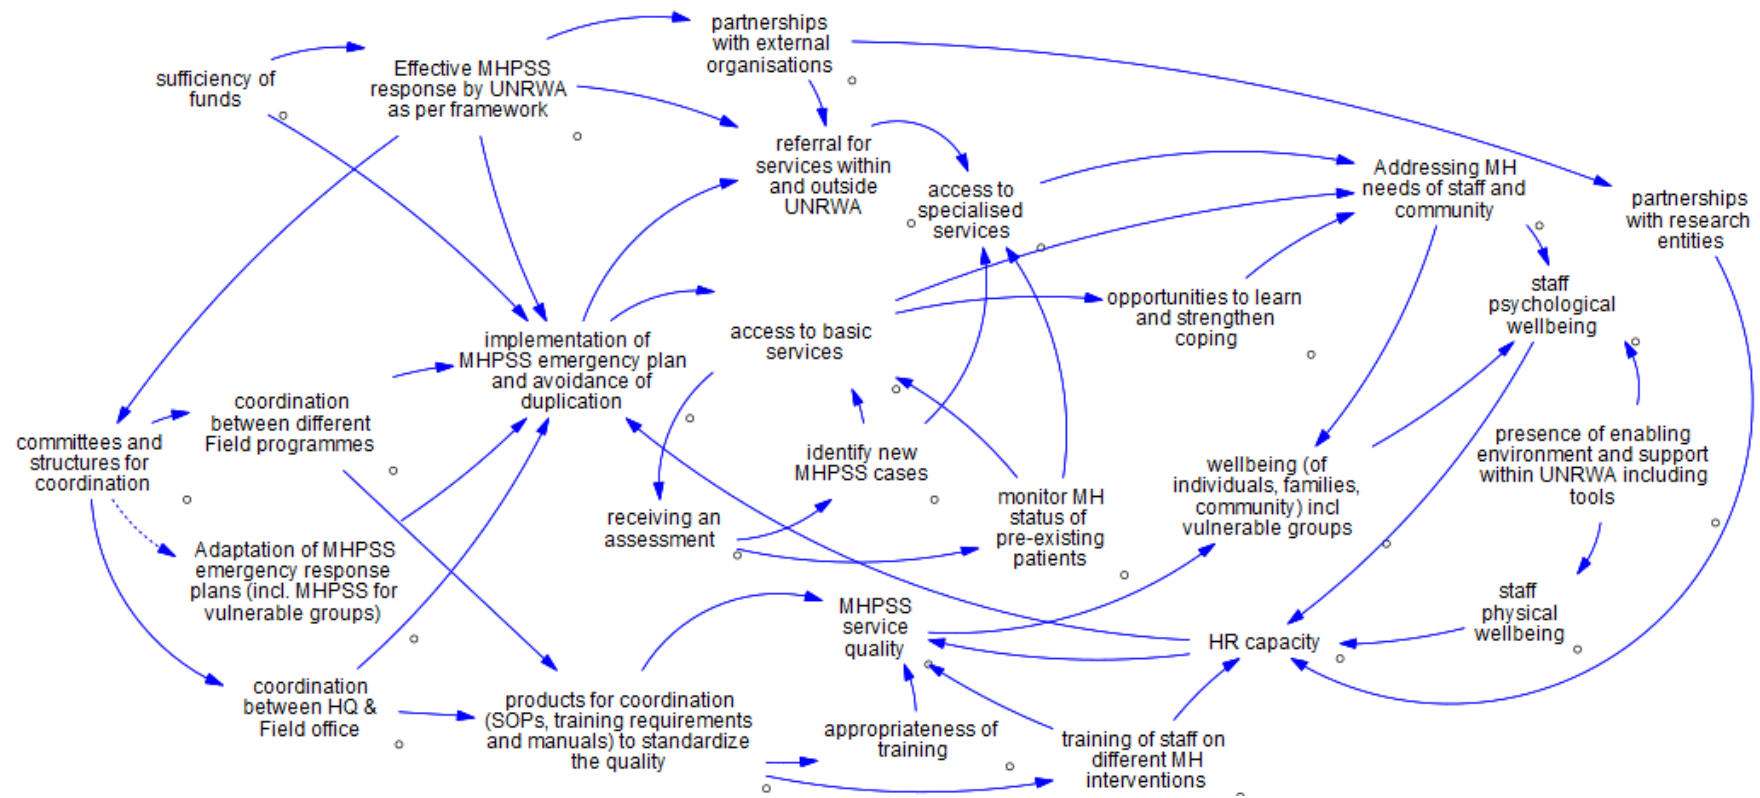 partnerships
with external
organisations
sufficiency of
funds
Effective MHPSS
response by UNRWA
as per framework
referral for
services within
and outside
UNRWA
access to
specialised
services
Addressing MH
needs of staff and
community
partnerships
with research
entities
staff
psychological
wellbeing
opportunities to learn
and strengthen
coping
access to basic
services
implementation of
MHPSS emergency plan
and avoidance of
duplication
coordination
between different
Field programmes
committees and
structures for
coordination
identify new
MHPSS cases
receiving an
assessment
monitor MH
status of
pre-existing
patients
wellbeing (of
individuals, families,
community) incl
vulnerable groups
presence of enabling
environment and support
within UNRWA including
tools
Adaptation of MHPSS
emergency response
plans (incl. MHPSS for
vulnerable groups)
MHPSS
service
quality
HR capacity
staff
physical
wellbeing
coordination
between HQ &
Field office
products for coordination
(SOPs, training requirements
and manuals) to standardize
the quality
appropriateness of
training
training of staff on
different MH
interventions